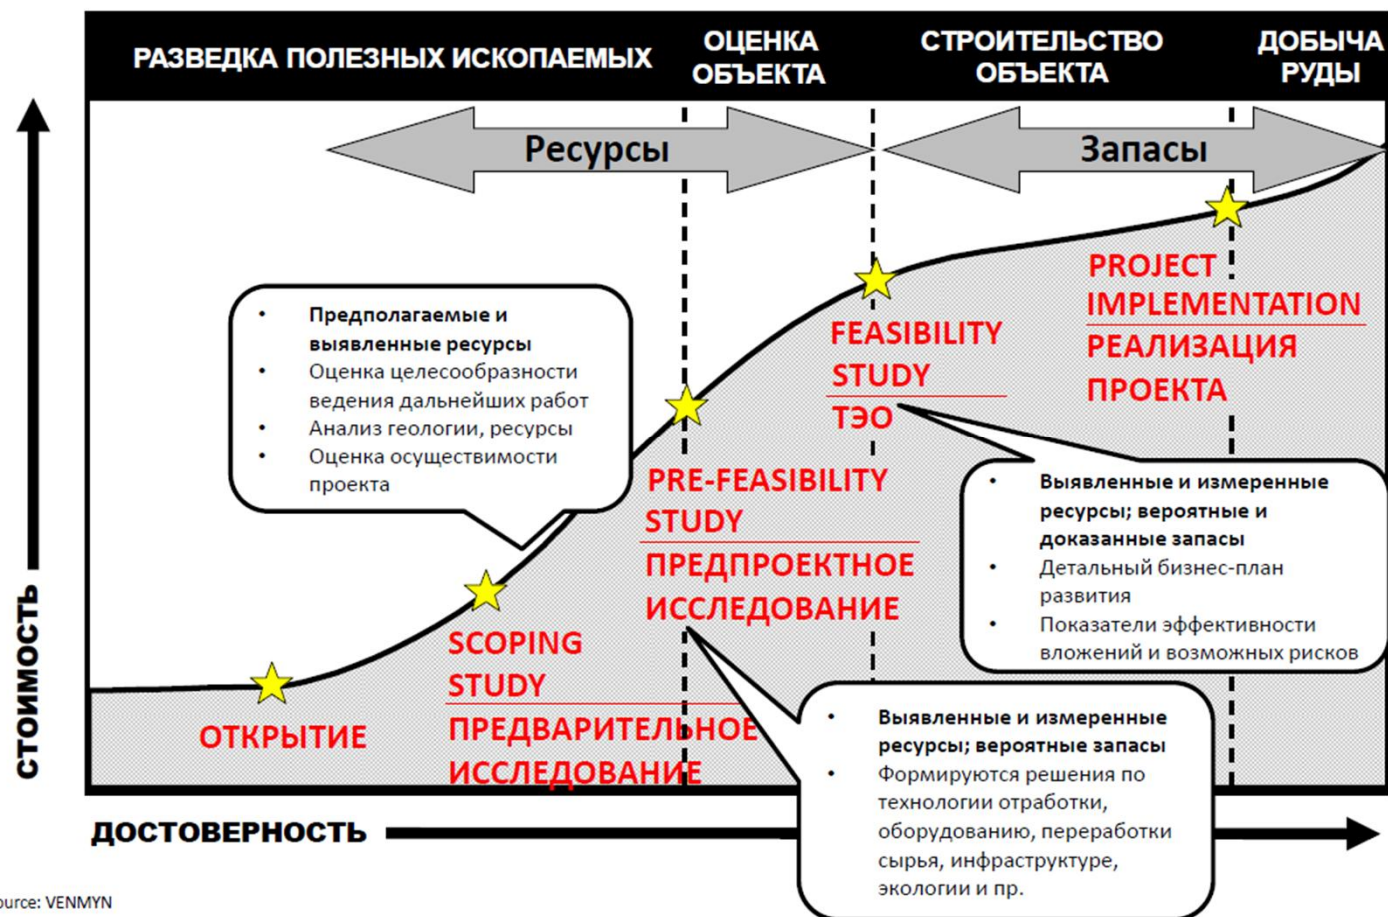 РАЗВЕДКА ПОЛЕЗНЫХ ИСКОПАЕМЫХ
ОЦЕНКА
ОБЪЕКТА
СТРОИТЕЛЬСТВО
ОБЪЕКТА
ДОБЫЧА
РУДЫ
Ресурсы
Запасы
СТОИМОСТЬ
• Предполагаемые и
выявленные ресурсы
• Оценка целесообразности
ведения дальнейших работ
• Анализ геологии, ресурсы
• Оценка осуществимости
проекта
PROJECT
IMPLEMENTATION
РЕАЛИЗАЦИЯ
ПРОЕКТА
FEASIBILITY
STUDY
ТЭО
PRE-FEASIBILITY
STUDY
ПРЕДПРОЕКТНОЕ
ИССЛЕДОВАНИЕ
• Выявленные и измеренные
ресурсы; вероятные и
доказанные запасы
• Детальный бизнес-план
развития
• Показатели эффективности
вложений и возможных рисков
SCOPING
STUDY
ПРЕДВАРИТЕЛЬНОЕ
ИССЛЕДОВАНИЕ
ОТКРЫТИЕ
• Выявленные и измеренные
ресурсы; вероятные запасы
• Формируются решения по
технологии отработки,
оборудованию, переработки
сырья, инфраструктуре,
экологии и пр.
ДОСТОВЕРНОСТЬ
ource: VENMYN